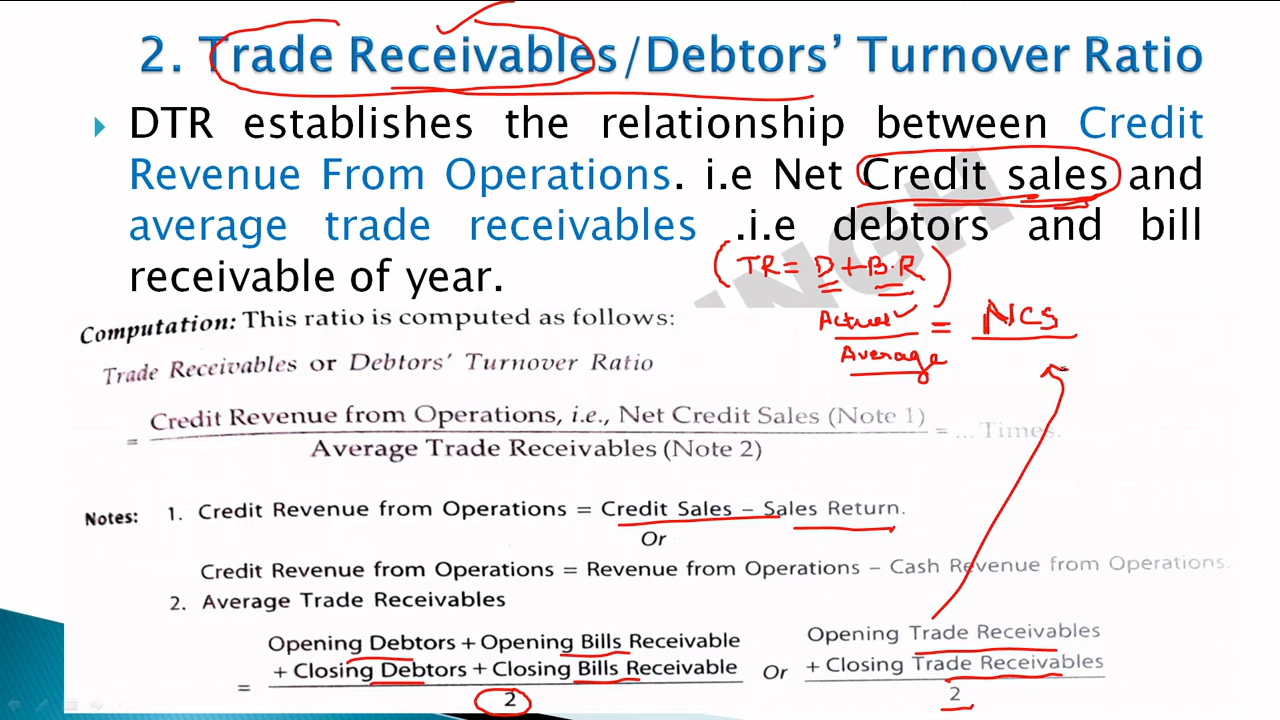 2. Trade Receivables/Debtors’ Turnover Ratio
DTR establishes the relationship between Credit
Revenue From Operations. i.e Net Credit sales and
average trade receivables .i.e debtors and bill
receivable of year.
(TR = D + B.R)
Actual = NCS
Average
Computation: This ratio is computed as follows:
Trade Receivables or Debtors’ Turnover Ratio
Credit Revenue from Operations, i.e., Net Credit Sales (Note 1)
= = ... Times.
Average Trade Receivables (Note 2)
Notes: 1. Credit Revenue from Operations = Credit Sales – Sales Return.
Or
Credit Revenue from Operations = Revenue from Operations – Cash Revenue from Operations.
2. Average Trade Receivables
Opening Debtors + Opening Bills Receivable
+ Closing Debtors + Closing Bills Receivable
=
2
Or
Opening Trade Receivables
+ Closing Trade Receivables
2